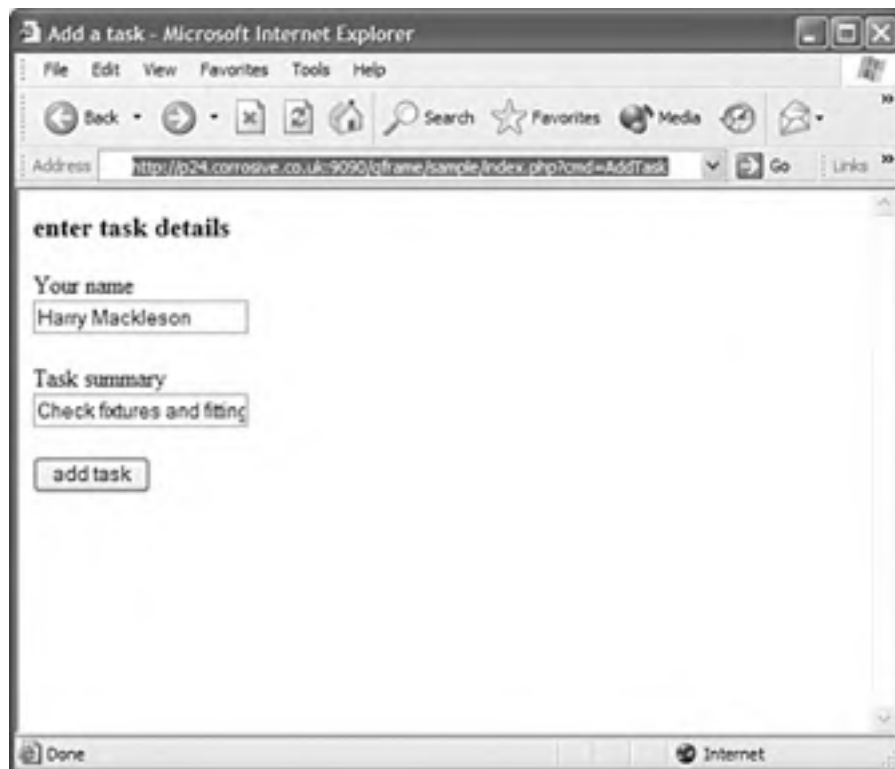 Add a task - Microsoft Internet Explorer
File Edit View Favorites Tools Help
Back Search Favorites Media
Address http://p24.corrosive.co.uk:9090/qframe/sample/index.php?cmd=AddTask Go Links
enter task details
Your name
Harry Mackleson
Task summary
Check fixtures and fitting
add task
Done Internet